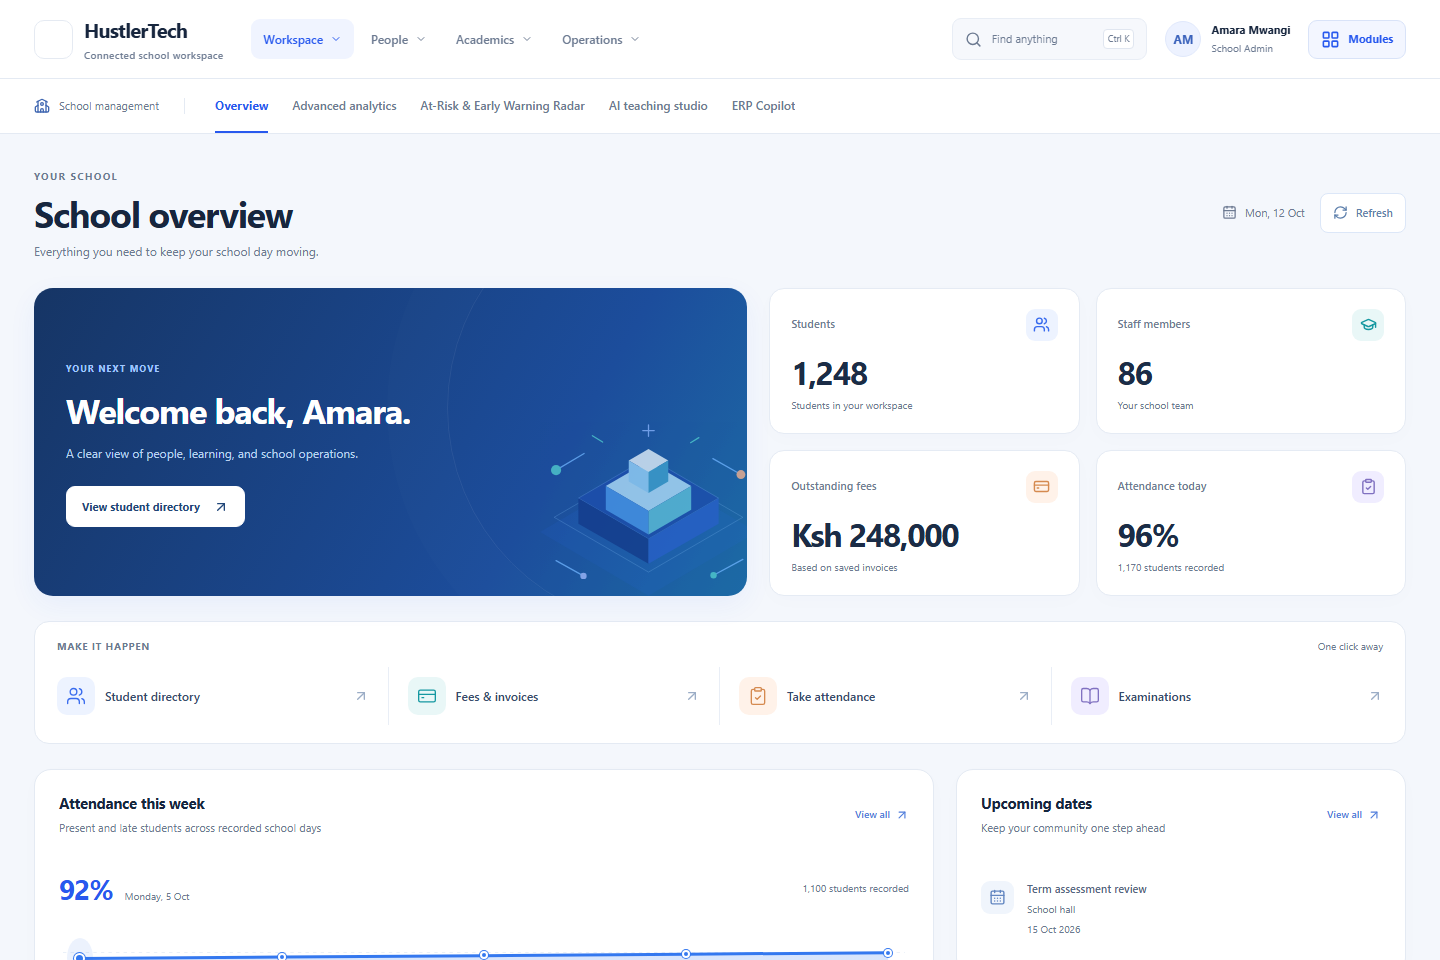 HustlerTech
Connected school workspace
Workspace
People
Academics
Operations
Find anything
Ctrl K
AM
Amara Mwangi
School Admin
Modules
School management
Overview
Advanced analytics
At-Risk & Early Warning Radar
AI teaching studio
ERP Copilot
YOUR SCHOOL
School overview
Everything you need to keep your school day moving.
Mon, 12 Oct
Refresh
YOUR NEXT MOVE
Welcome back, Amara.
A clear view of people, learning, and school operations.
View student directory
Students
1,248
Students in your workspace
Staff members
86
Your school team
Outstanding fees
Ksh 248,000
Based on saved invoices
Attendance today
96%
1,170 students recorded
MAKE IT HAPPEN
One click away
Student directory
Fees & invoices
Take attendance
Examinations
Attendance this week
Present and late students across recorded school days
View all
92%
Monday, 5 Oct
1,100 students recorded
Upcoming dates
Keep your community one step ahead
View all
Term assessment review
School hall
15 Oct 2026